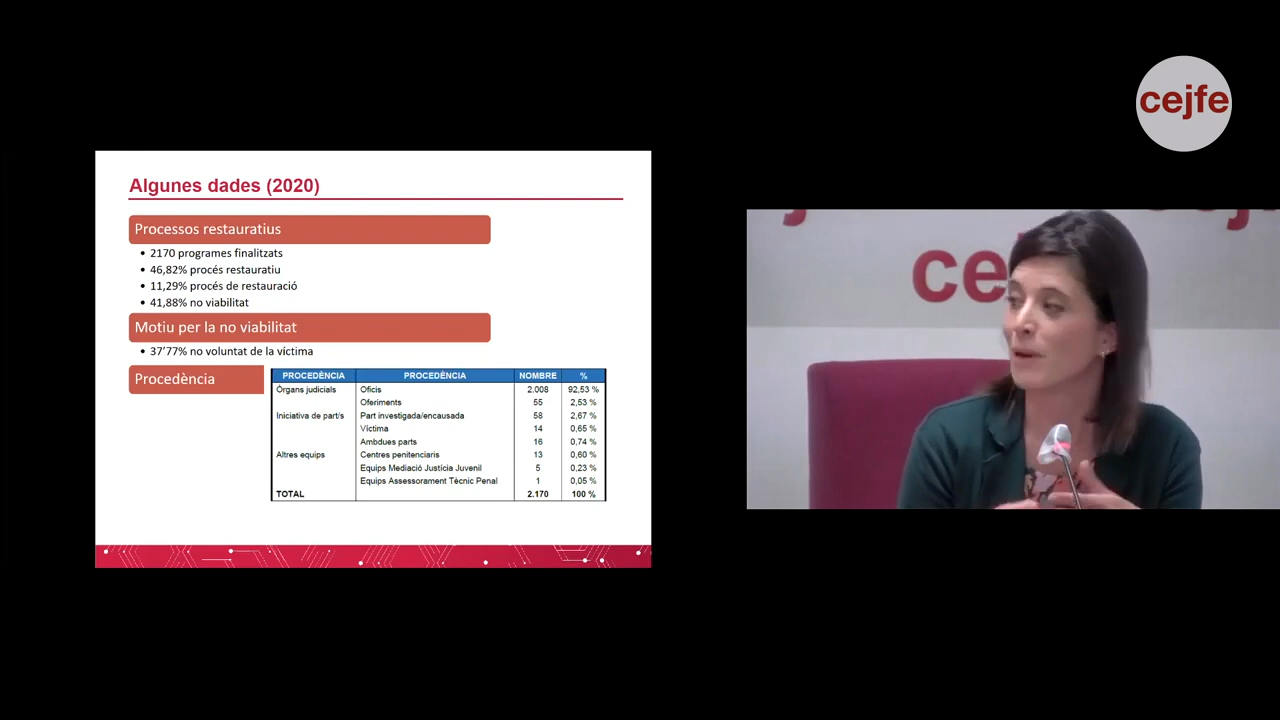 cejfe
Algunes dades (2020)
Processos restauratius
• 2170 programes finalitzats
• 46,82% procés restauratiu
• 11,29% procés de restauració
• 41,88% no viabilitat
Motiu per la no viabilitat
• 37'77% no voluntat de la víctima
Procedència
PROCEDÈNCIA PROCEDÈNCIA NOMBRE %
Òrgans judicials Oficis 2.008 92,53 %
Oferiments 55 2,53 %
Iniciativa de part/s Part investigada/encausada 58 2,67 %
Víctima 14 0,65 %
Ambdues parts 16 0,74 %
Altres equips Centres penitenciaris 13 0,60 %
Equips Mediació Justícia Juvenil 5 0,23 %
Equips Assessorament Tècnic Penal 1 0,05 %
TOTAL 2.170 100 %
ce